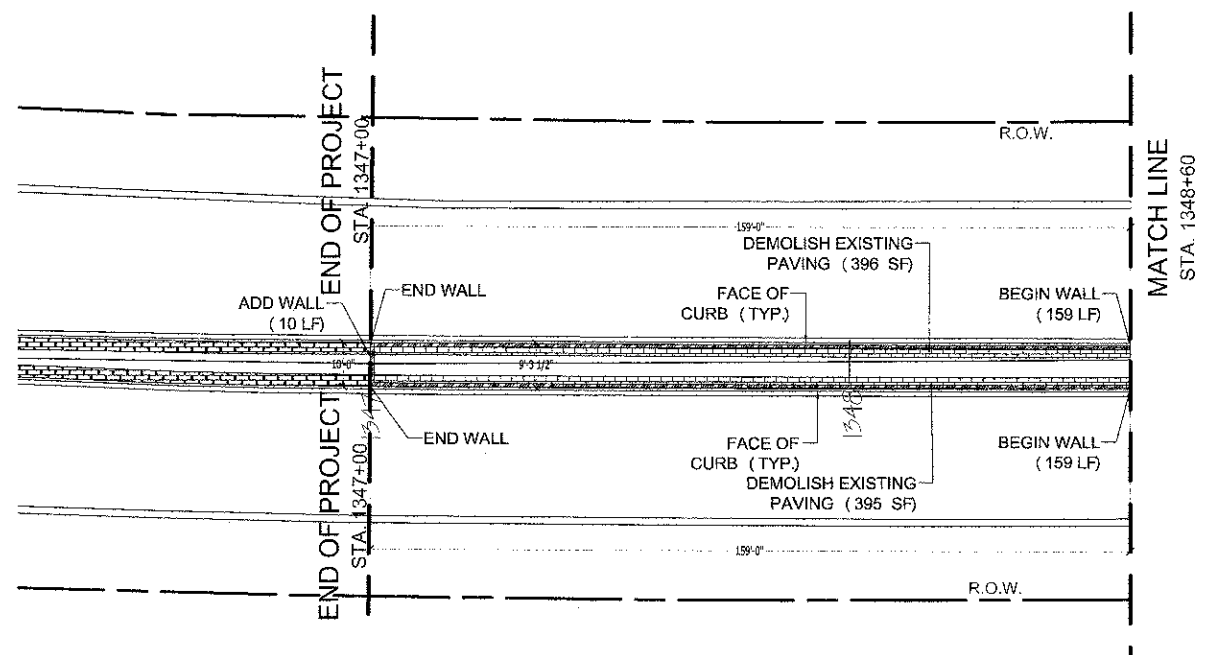 END OF PROJECT
STA. 1347+00
R.O.W.
MATCH LINE
STA. 1348+60
159'-0"
DEMOLISH EXISTING
PAVING (396 SF)
END WALL
ADD WALL
(10 LF)
FACE OF
CURB (TYP.)
BEGIN WALL
(159 LF)
10'-0"
9'-3 1/2"
1348
END WALL
FACE OF
CURB (TYP.)
BEGIN WALL
(159 LF)
DEMOLISH EXISTING
PAVING (395 SF)
END OF PROJECT
STA. 1347+00
159'-0"
R.O.W.